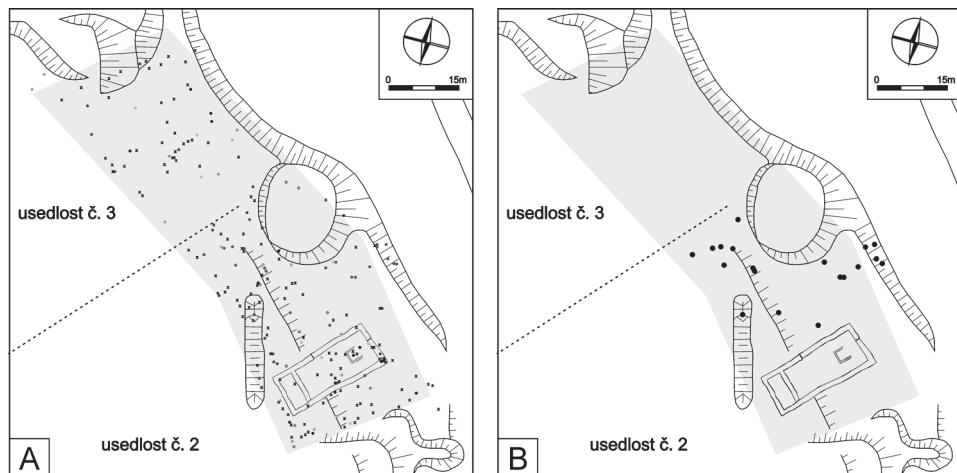 0 15m
usedlost č. 3
usedlost č. 2
A
0 15m
usedlost č. 3
usedlost č. 2
B